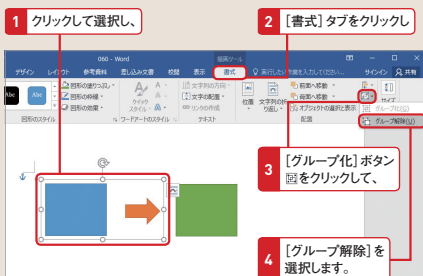 1 クリックして選択し、
2 [書式] タブをクリックし
060 - Word
描画ツール
デザイン レイアウト 参考資料 差し込み文書 校閲 表示 書式 実行したい作業を入力してください... サインイン 共有
Abc Abc
図形の塗りつぶし
図形の枠線
図形の効果
クイック
スタイル
文字列の方向
文字の配置
リンクの作成
位置
文字列の折
り返し
前面へ移動
背面へ移動
オブジェクトの選択と表示
サイズ
グループ化(G)
グループ解除(U)
図形のスタイル
ワードアートのスタイル
テキスト
配置
3 [グループ化] ボタン
をクリックして、
4 [グループ解除] を
選択します。